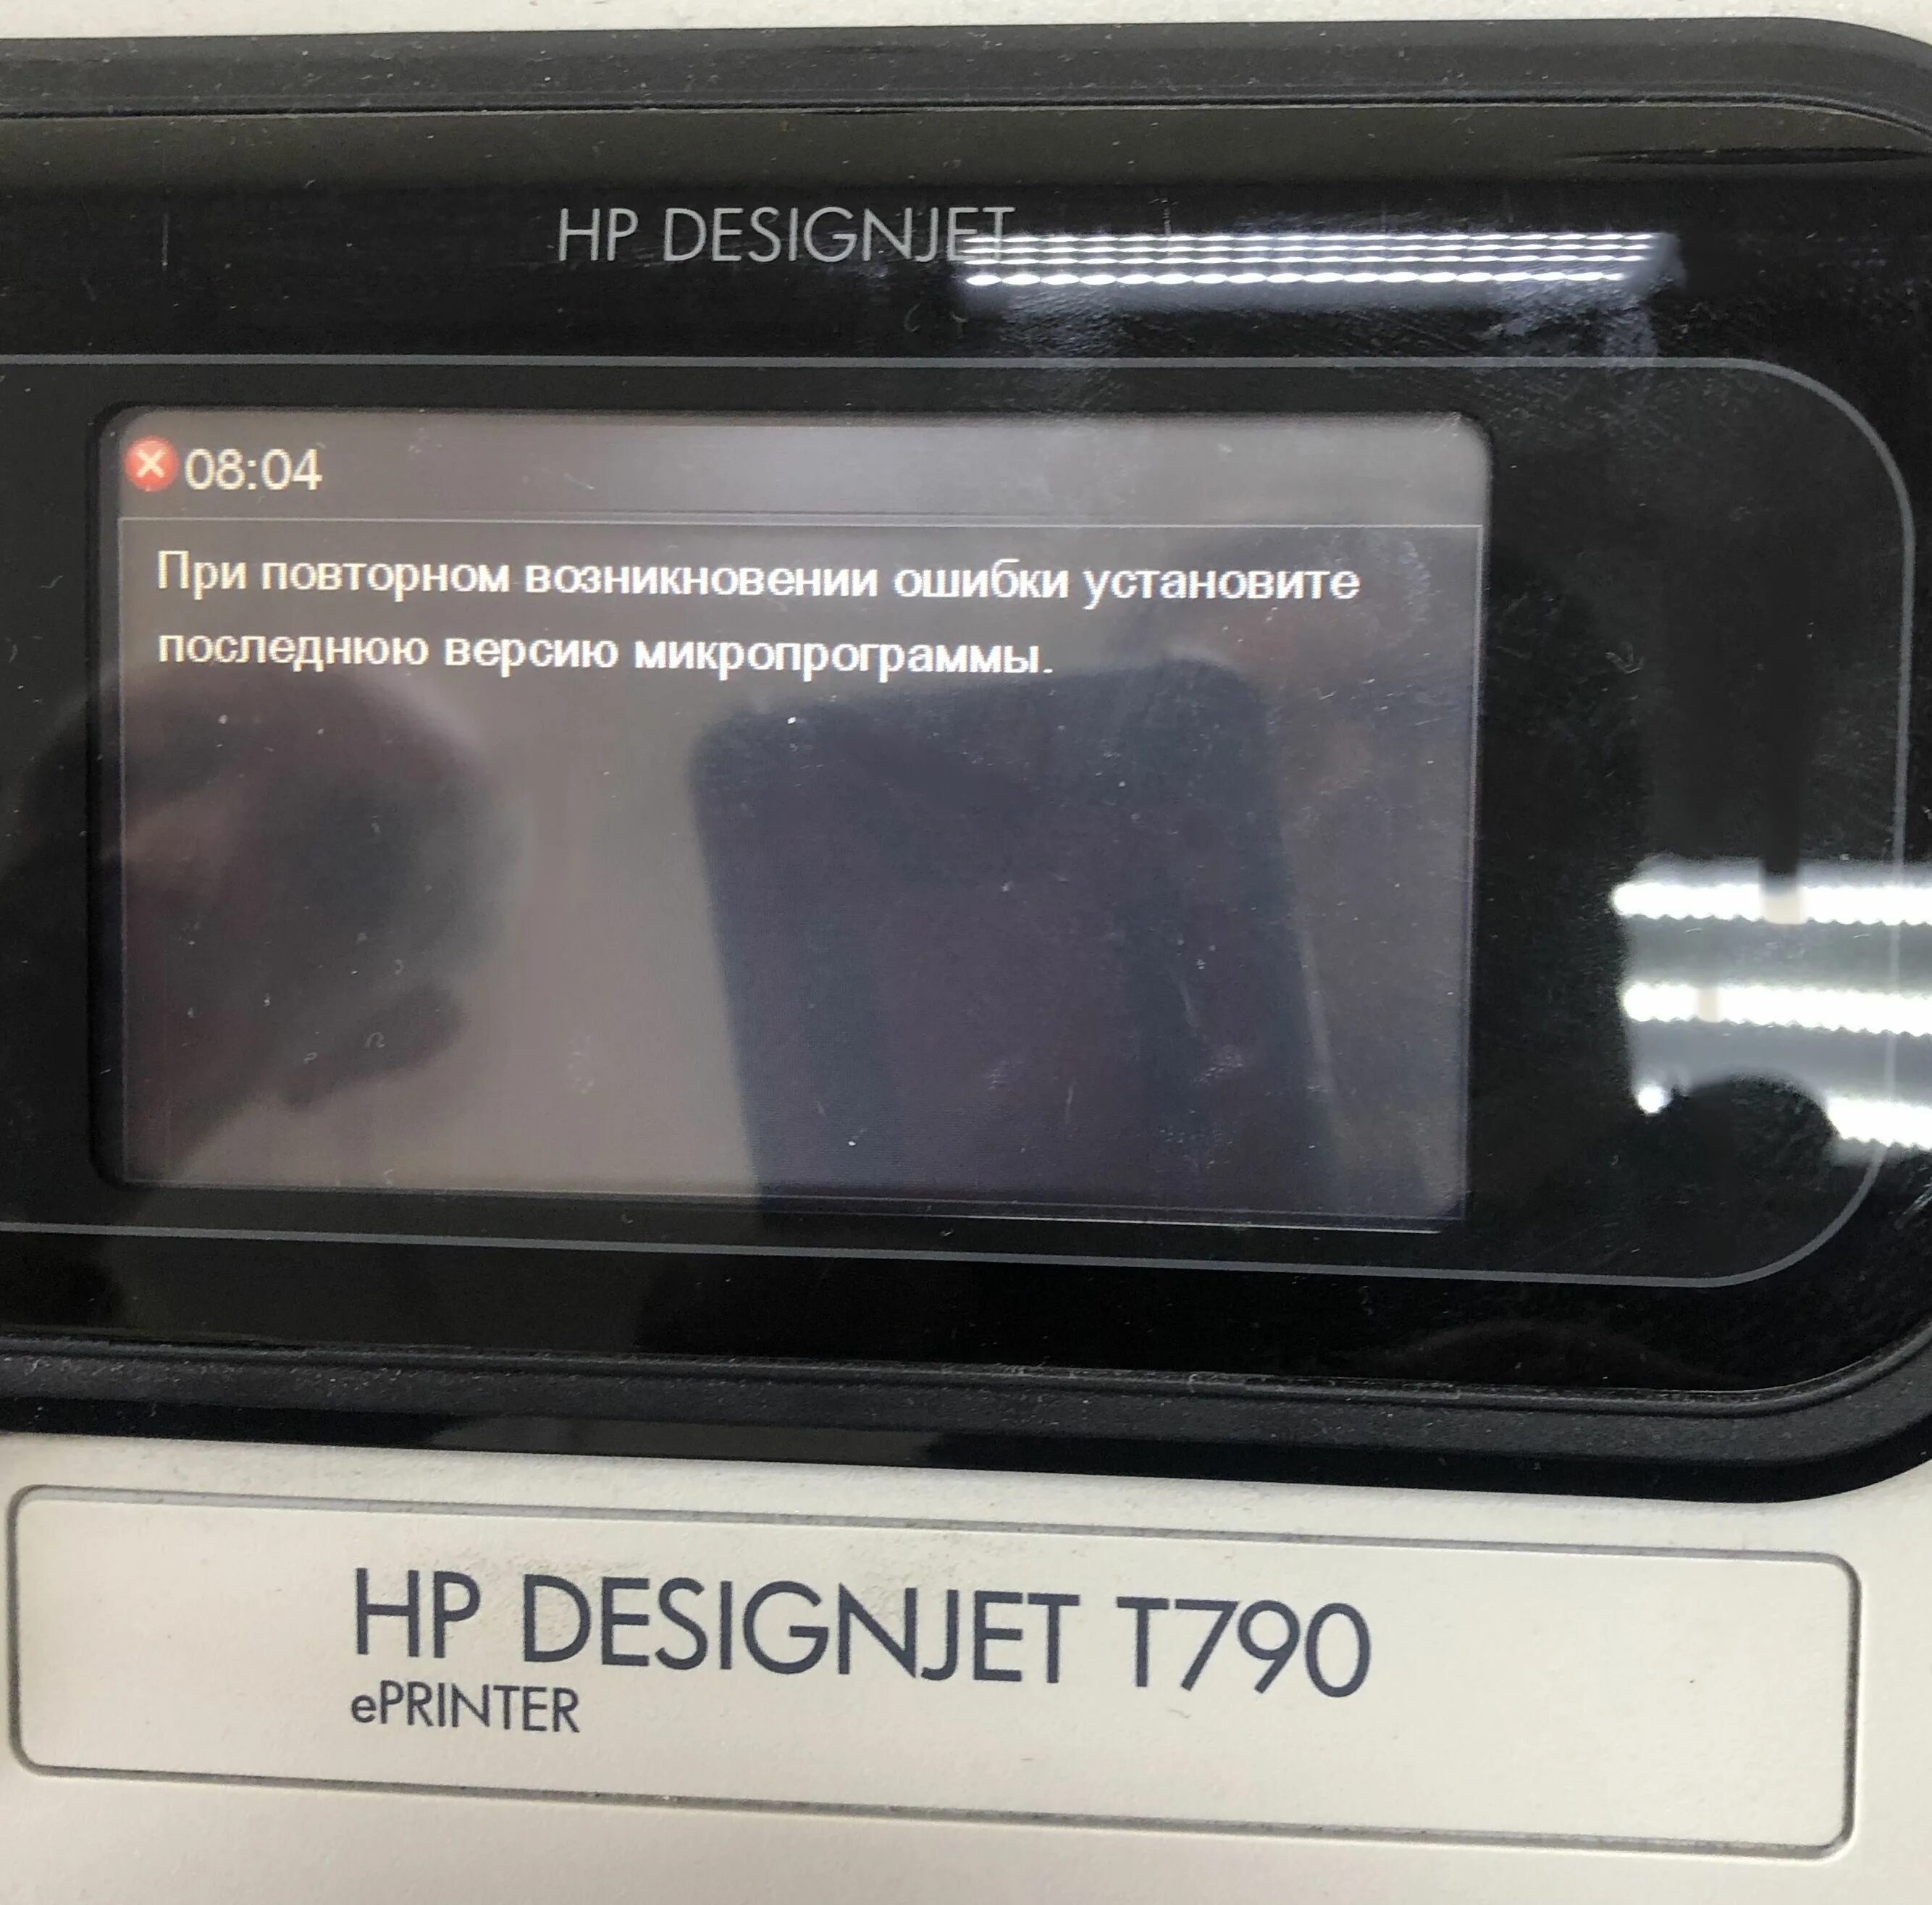 HP DESIGNJET
08:04
При повторном возникновении ошибки установите
последнюю версию микропрограммы.
HP DESIGNJET T790
ePRINTER